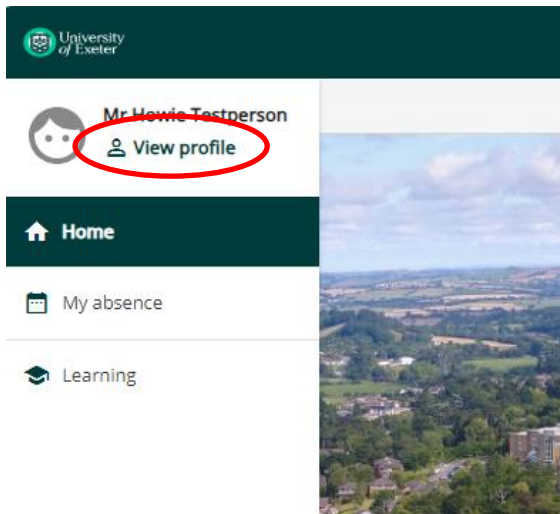 University
of Exeter
Mr Howie Testperson
View profile
Home
My absence
Learning